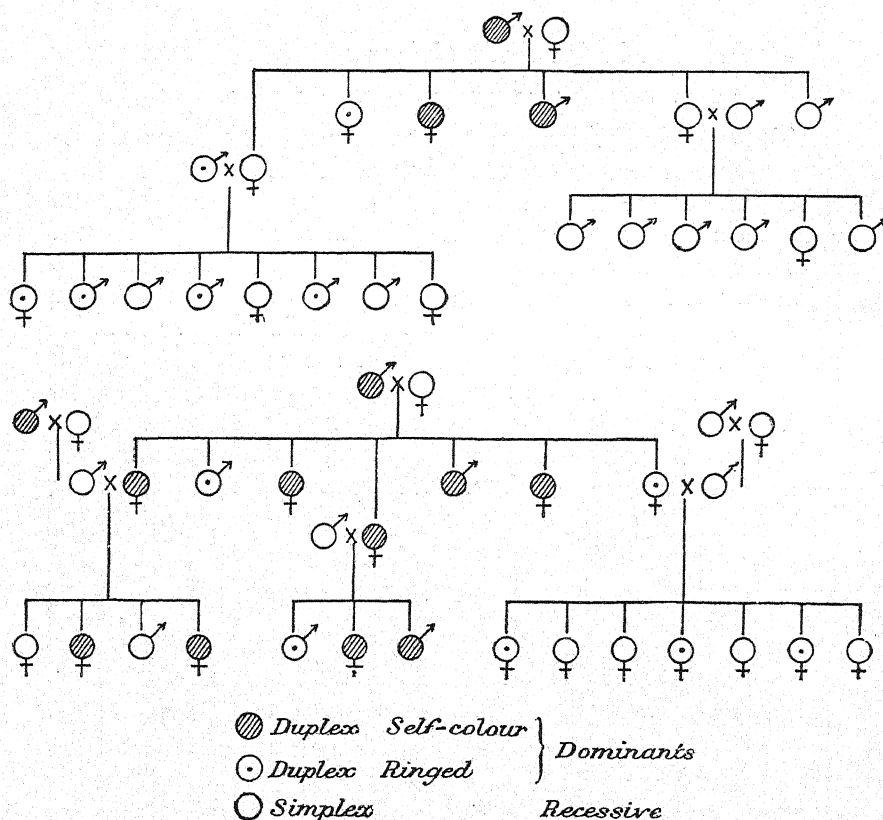 Duplex Self-colour
Duplex Ringed
Dominants
Simplex Recessive